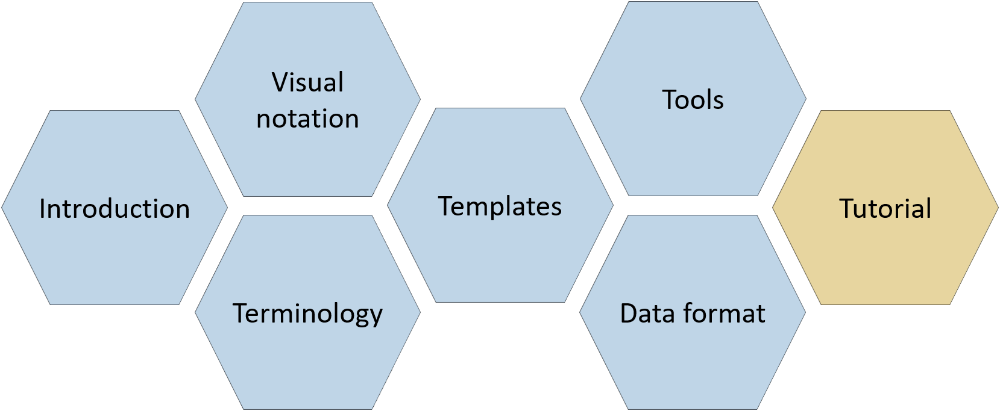 Introduction
Visual
notation
Terminology
Templates
Tools
Data format
Tutorial